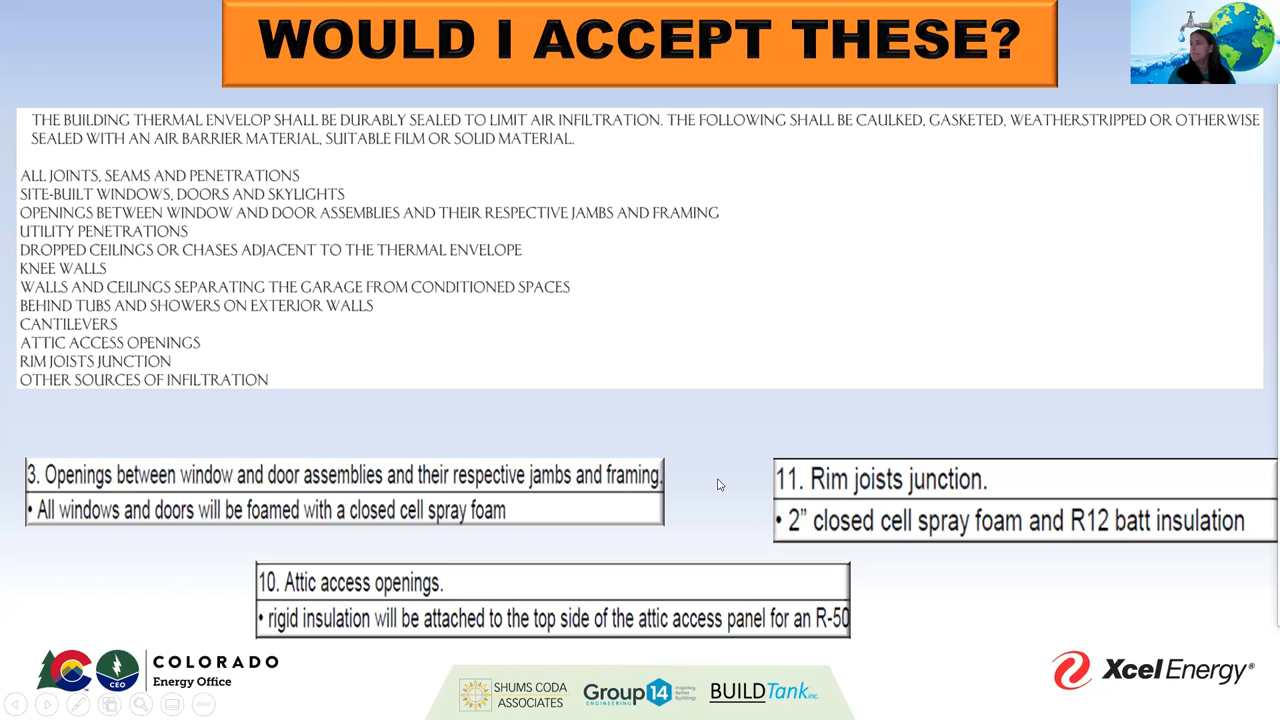 WOULD I ACCEPT THESE?
THE BUILDING THERMAL ENVELOP SHALL BE DURABLY SEALED TO LIMIT AIR INFILTRATION. THE FOLLOWING SHALL BE CAULKED, GASKETED, WEATHERSTRIPPED OR OTHERWISE
SEALED WITH AN AIR BARRIER MATERIAL, SUITABLE FILM OR SOLID MATERIAL.
ALL JOINTS, SEAMS AND PENETRATIONS
SITE-BUILT WINDOWS, DOORS AND SKYLIGHTS
OPENINGS BETWEEN WINDOW AND DOOR ASSEMBLIES AND THEIR RESPECTIVE JAMBS AND FRAMING
UTILITY PENETRATIONS
DROPPED CEILINGS OR CHASES ADJACENT TO THE THERMAL ENVELOPE
KNEE WALLS
WALLS AND CEILINGS SEPARATING THE GARAGE FROM CONDITIONED SPACES
BEHIND TUBS AND SHOWERS ON EXTERIOR WALLS
CANTILEVERS
ATTIC ACCESS OPENINGS
RIM JOISTS JUNCTION
OTHER SOURCES OF INFILTRATION
3. Openings between window and door assemblies and their respective jambs and framing.
• All windows and doors will be foamed with a closed cell spray foam
11. Rim joists junction.
• 2” closed cell spray foam and R12 batt insulation
10. Attic access openings.
• rigid insulation will be attached to the top side of the attic access panel for an R-50
COLORADO
Energy Office
CEO
SHUMS CODA
ASSOCIATES
Group14
ENGINEERING
Inspiring
Better
Buildings
BUILDTank inc.
XcelEnergy®